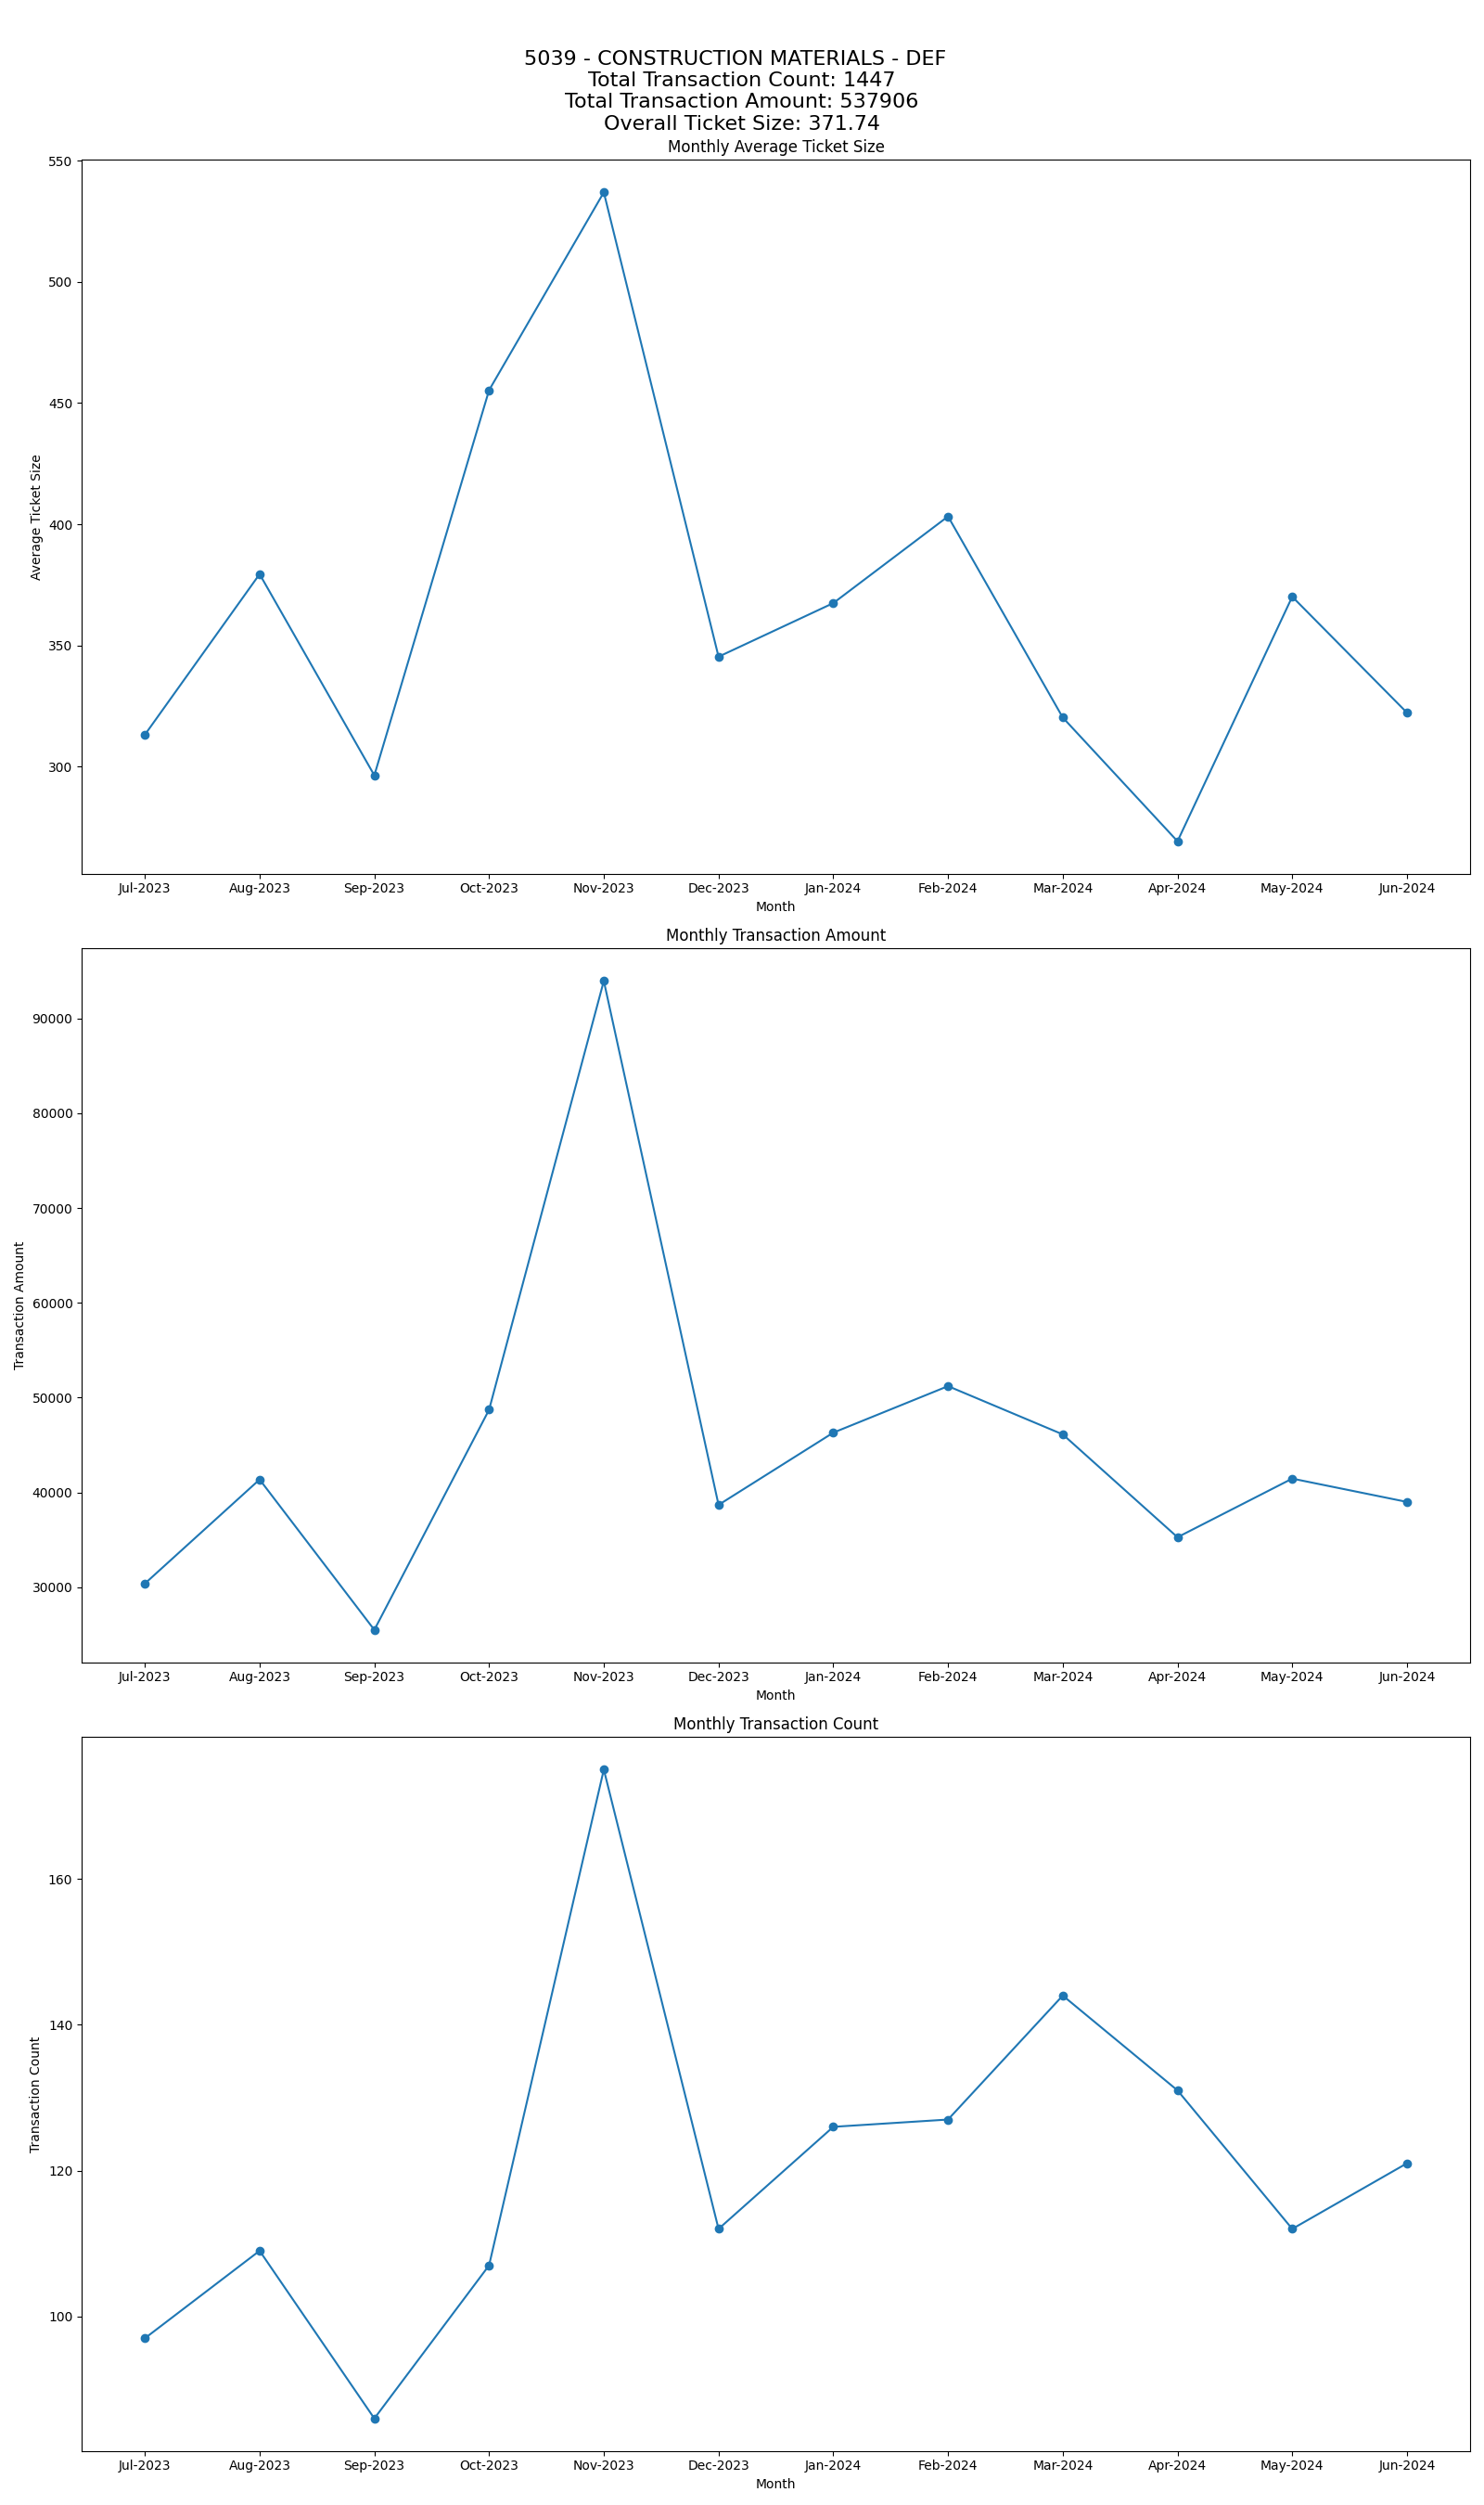 5039 - CONSTRUCTION MATERIALS - DEF
Total Transaction Count: 1447
Total Transaction Amount: 537906
Overall Ticket Size: 371.74
Monthly Average Ticket Size
550
500
450
400
350
300
Average Ticket Size
Jul-2023 Aug-2023 Sep-2023 Oct-2023 Nov-2023 Dec-2023 Jan-2024 Feb-2024 Mar-2024 Apr-2024 May-2024 Jun-2024
Month
Monthly Transaction Amount
90000
80000
70000
60000
50000
40000
30000
Transaction Amount
Jul-2023 Aug-2023 Sep-2023 Oct-2023 Nov-2023 Dec-2023 Jan-2024 Feb-2024 Mar-2024 Apr-2024 May-2024 Jun-2024
Month
Monthly Transaction Count
160
140
120
100
Transaction Count
Jul-2023 Aug-2023 Sep-2023 Oct-2023 Nov-2023 Dec-2023 Jan-2024 Feb-2024 Mar-2024 Apr-2024 May-2024 Jun-2024
Month